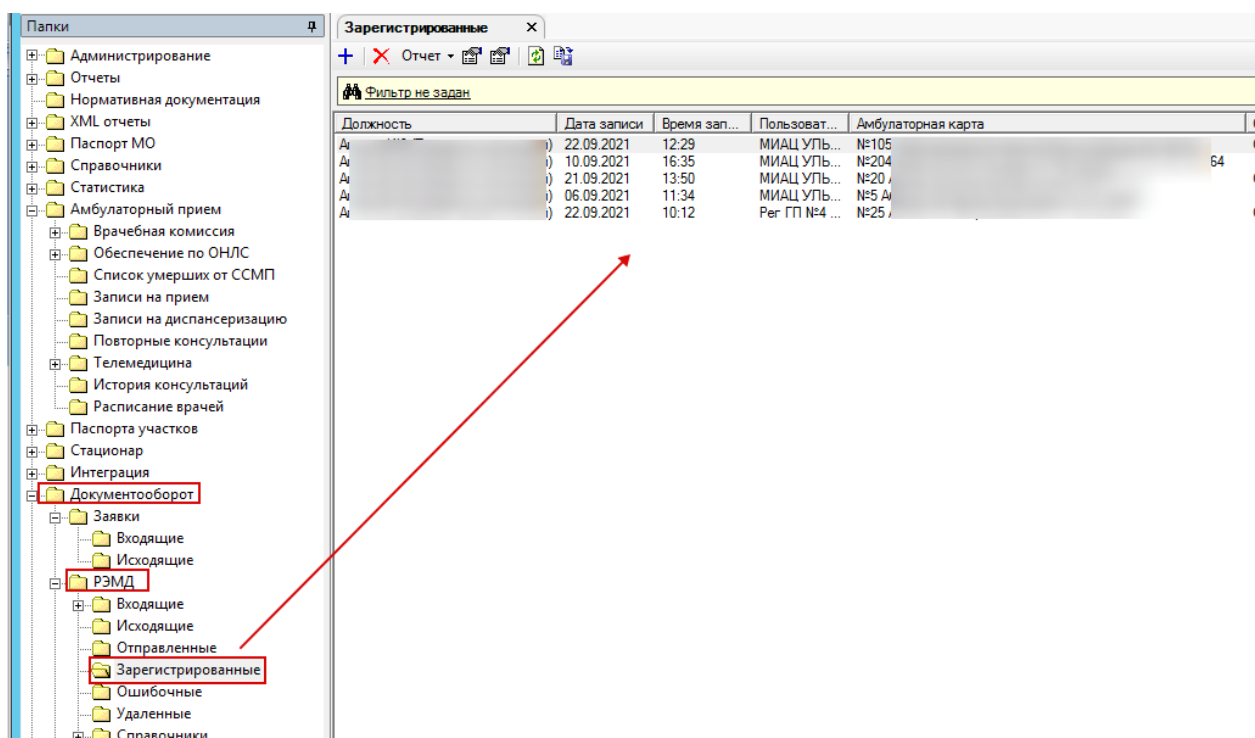 Папки
Администрирование
Отчеты
Нормативная документация
XML отчеты
Паспорт МО
Справочники
Статистика
Амбулаторный прием
Врачебная комиссия
Обеспечение по ОНЛС
Список умерших от ССМП
Записи на прием
Записи на диспансеризацию
Повторные консультации
Телемедицина
История консультаций
Расписание врачей
Паспорта участков
Стационар
Интеграция
Документооборот
Заявки
Входящие
Исходящие
РЭМД
Входящие
Исходящие
Отправленные
Зарегистрированные
Ошибочные
Удаленные
Справочники
Зарегистрированные
Отчет
Фильтр не задан
Должность Дата записи Время зап... Пользоват... Амбулаторная карта
22.09.2021 12:29 МИАЦ УЛЬ... №105
10.09.2021 16:35 МИАЦ УЛЬ... №204 64
21.09.2021 13:50 МИАЦ УЛЬ... №20
06.09.2021 11:34 МИАЦ УЛЬ... №5
22.09.2021 10:12 Рег ГП №4 ... №25